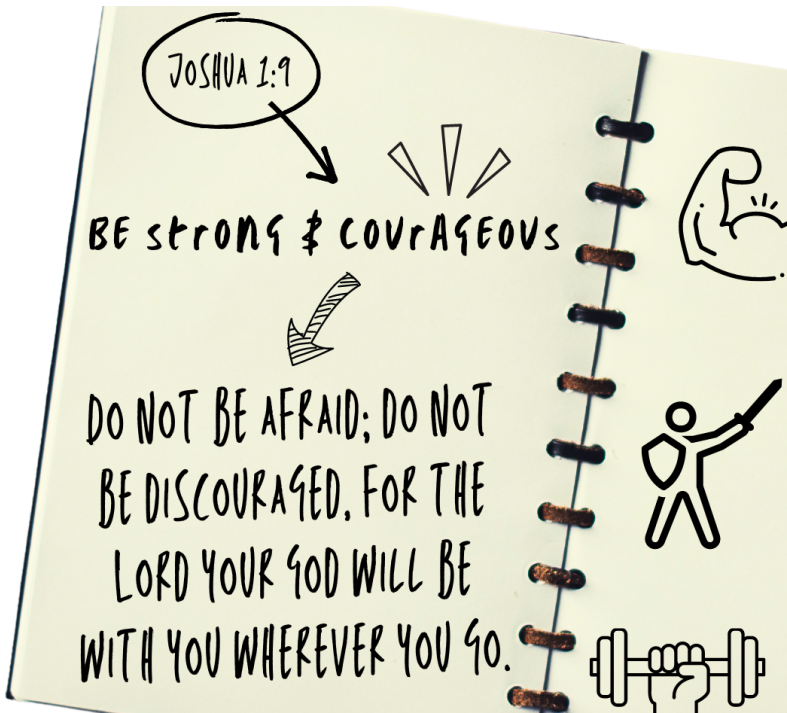 JOSHUA 1:9
BE strong & COUrAGEOUs
DO NOT BE AFRAID; DO NOT
BE DISCOURAGED, FOR THE
LORD YOUR GOD WILL BE
WITH YOU WHEREVER YOU GO.